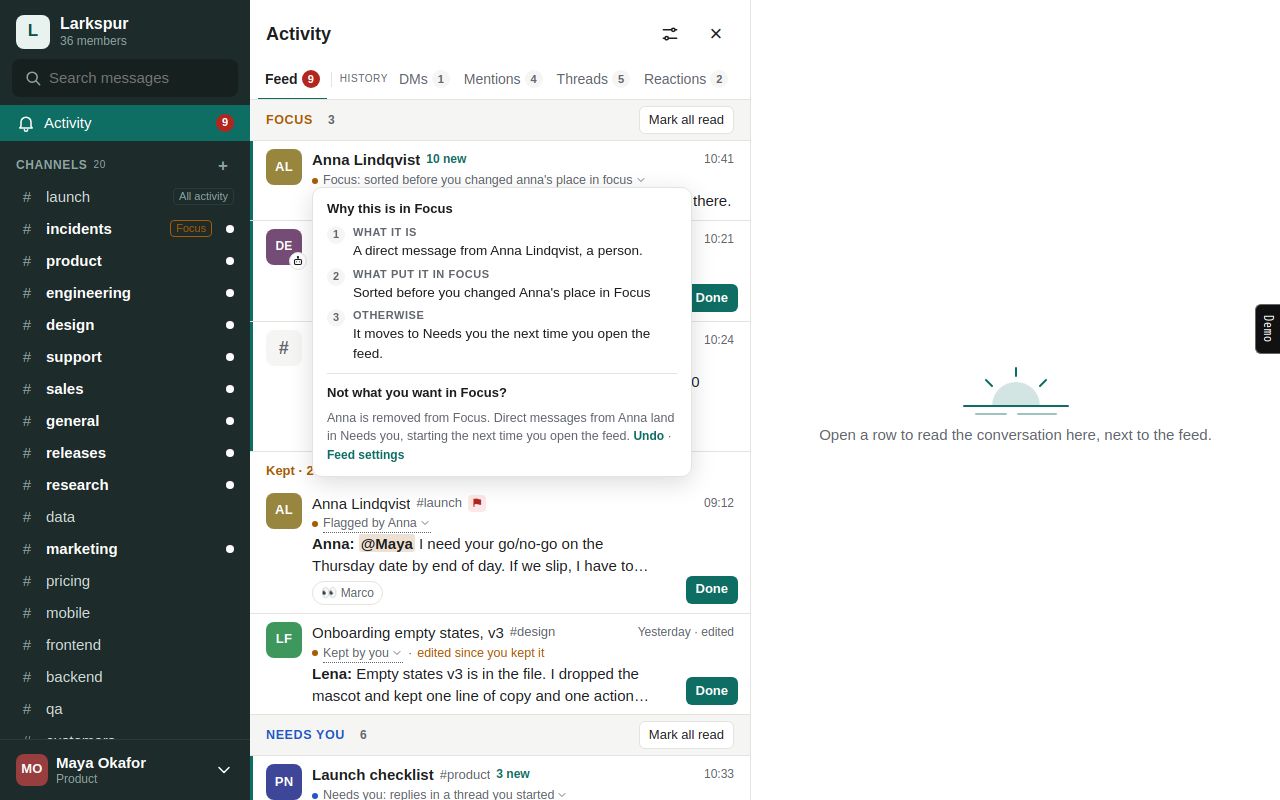 L
Larkspur
36 members
Search messages
Activity
9
CHANNELS 20
+
# launch All activity
# incidents Focus
# product
# engineering
# design
# support
# sales
# general
# releases
# research
# data
# marketing
# pricing
# mobile
# frontend
# backend
# qa
# customers
MO
Maya Okafor
Product
Activity
Feed 9
HISTORY
DMs 1
Mentions 4
Threads 5
Reactions 2
FOCUS 3
Mark all read
AL
Anna Lindqvist 10 new 10:41
Focus: sorted before you changed anna's place in focus
there.
DE
10:21
Done
#
10:24
0
Why this is in Focus
1 WHAT IT IS
A direct message from Anna Lindqvist, a person.
2 WHAT PUT IT IN FOCUS
Sorted before you changed Anna's place in Focus
3 OTHERWISE
It moves to Needs you the next time you open the
feed.
Not what you want in Focus?
Anna is removed from Focus. Direct messages from Anna land
in Needs you, starting the next time you open the feed. Undo ·
Feed settings
Kept · 2
AL
Anna Lindqvist #launch 09:12
Flagged by Anna
Anna: @Maya I need your go/no-go on the
Thursday date by end of day. If we slip, I have to…
Marco
Done
LF
Onboarding empty states, v3 #design Yesterday · edited
Kept by you · edited since you kept it
Lena: Empty states v3 is in the file. I dropped the
mascot and kept one line of copy and one action…
Done
NEEDS YOU 6
Mark all read
PN
Launch checklist #product 3 new 10:33
Needs you: replies in a thread you started
Open a row to read the conversation here, next to the feed.
Demo